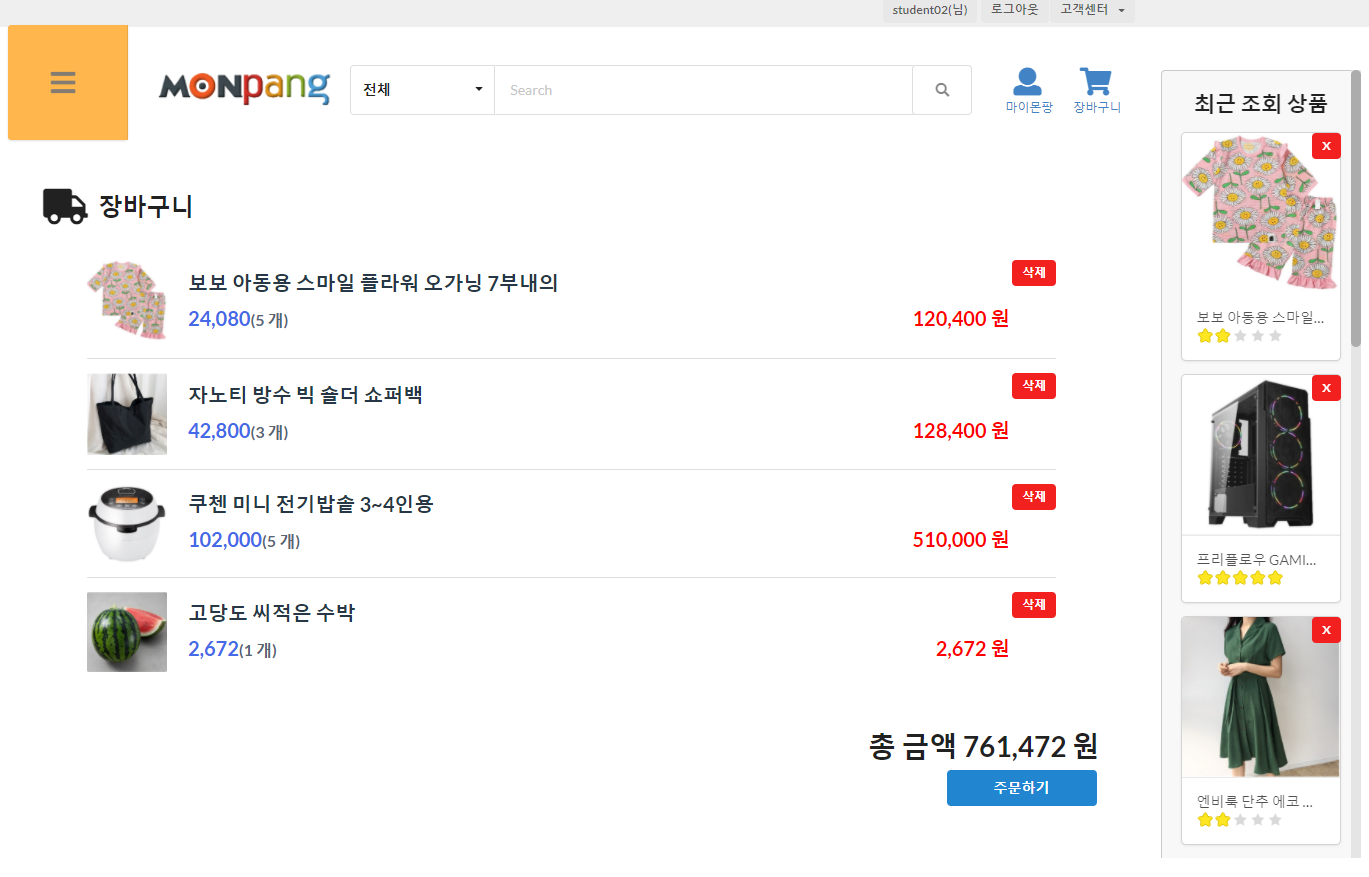 student02(님) 로그아웃 고객센터
MONpang
전체 Search
마이몬팡 장바구니
장바구니
보보 아동용 스마일 플라워 오가닝 7부내의 삭제
24,080(5 개) 120,400 원
자노티 방수 빅 숄더 쇼퍼백 삭제
42,800(3 개) 128,400 원
쿠첸 미니 전기밥솥 3~4인용 삭제
102,000(5 개) 510,000 원
고당도 씨적은 수박 삭제
2,672(1 개) 2,672 원
총 금액 761,472 원
주문하기
최근 조회 상품
X
보보 아동용 스마일...
X
프리플로우 GAMI...
X
엔비룩 단추 에코 ...